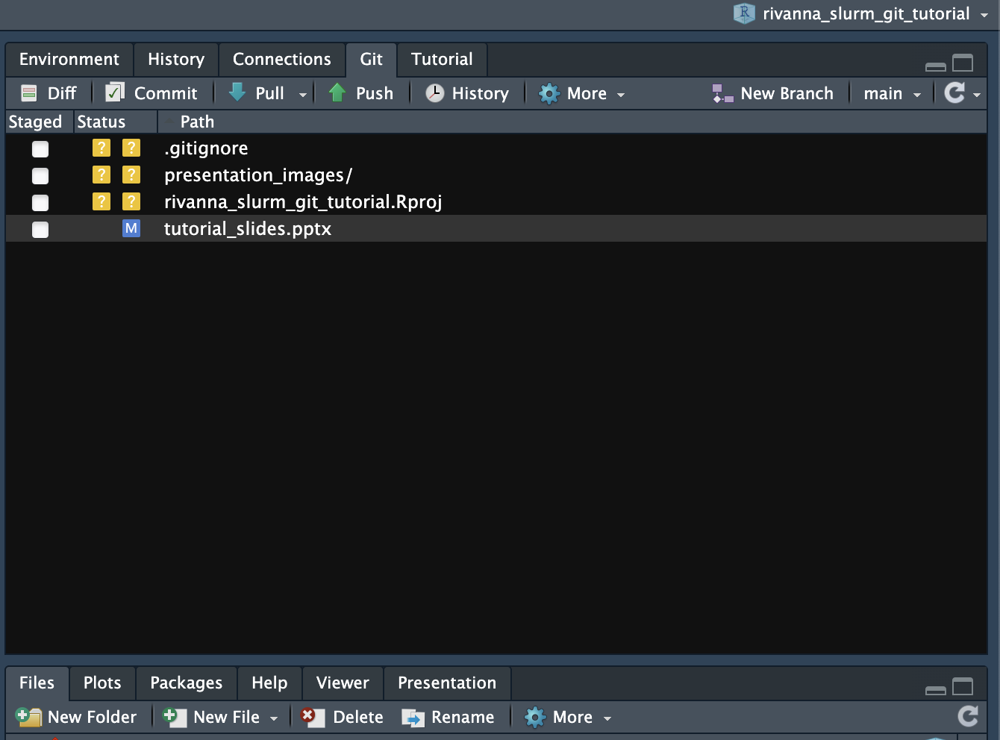 rivanna_slurm_git_tutorial
Environment History Connections Git Tutorial
Diff Commit Pull Push History More New Branch main
Staged Status Path
? ? .gitignore
? ? presentation_images/
? ? rivanna_slurm_git_tutorial.Rproj
M tutorial_slides.pptx
Files Plots Packages Help Viewer Presentation
New Folder New File Delete Rename More